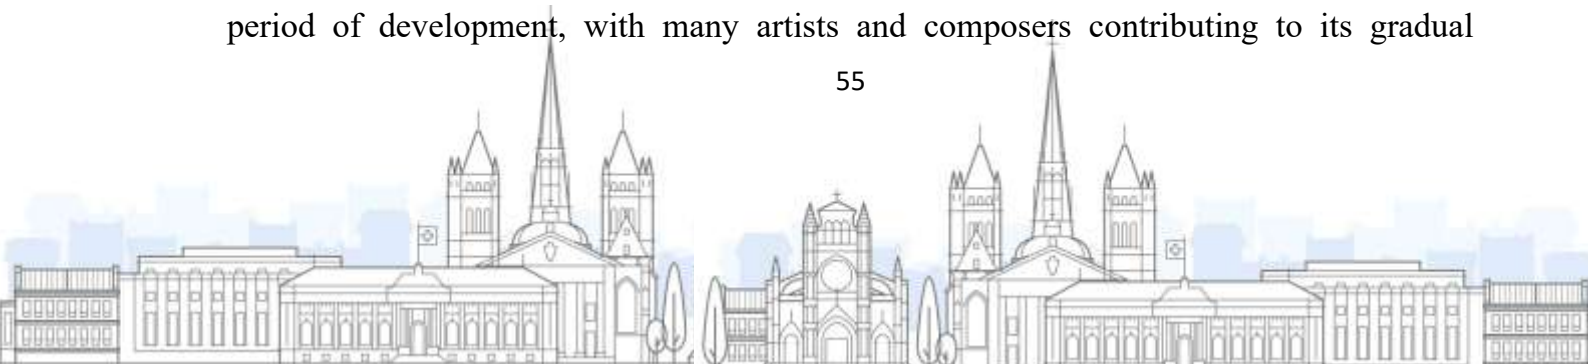 period of development, with many artists and composers contributing to its gradual
55